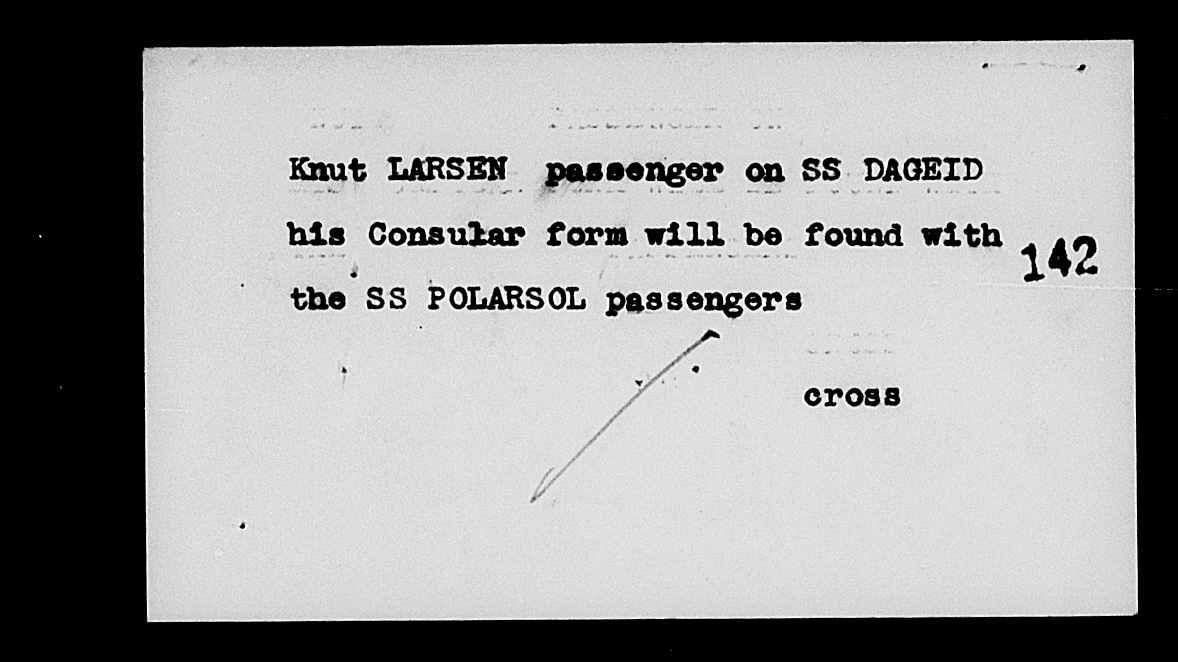 Knut LARSEN passenger on SS DAGEID
his Consular form will be found with
142
the SS POLARSOL passengers
cross